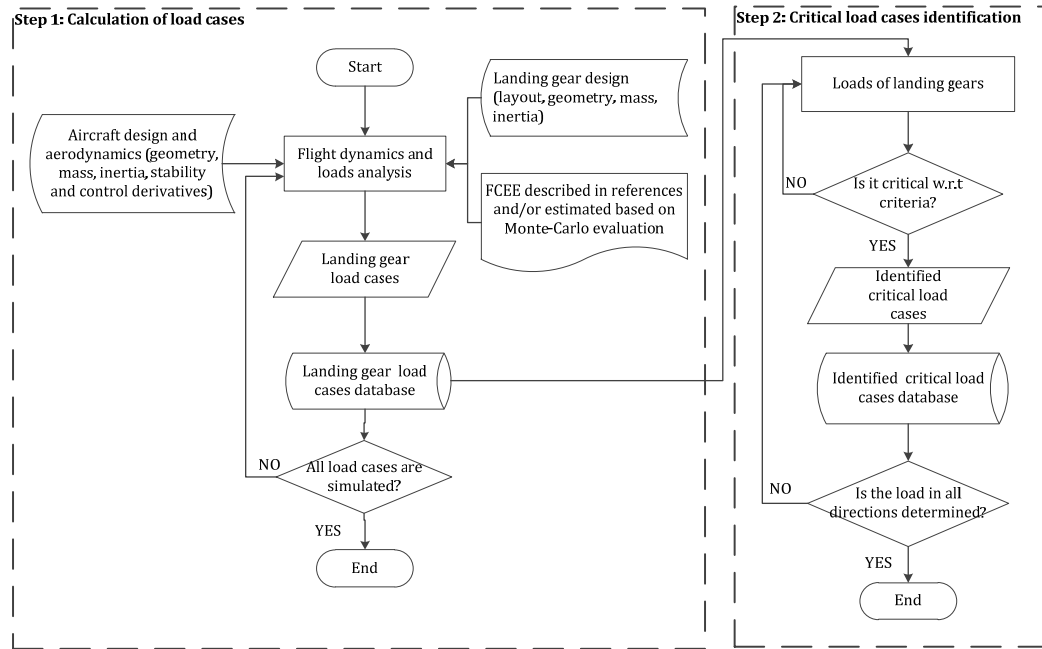 Step 1: Calculation of load cases
Start
Landing gear design
(layout, geometry, mass,
inertia)
Aircraft design and
aerodynamics (geometry,
mass, inertia, stability
and control derivatives)
Flight dynamics and
loads analysis
FCEE described in references
and/or estimated based on
Monte-Carlo evaluation
Landing gear
load cases
Landing gear load
cases database
NO
All load cases are
simulated?
YES
End
Step 2: Critical load cases identification
Loads of landing gears
NO
Is it critical w.r.t
criteria?
YES
Identified
critical load
cases
Identified critical load
cases database
NO
Is the load in all
directions determined?
YES
End